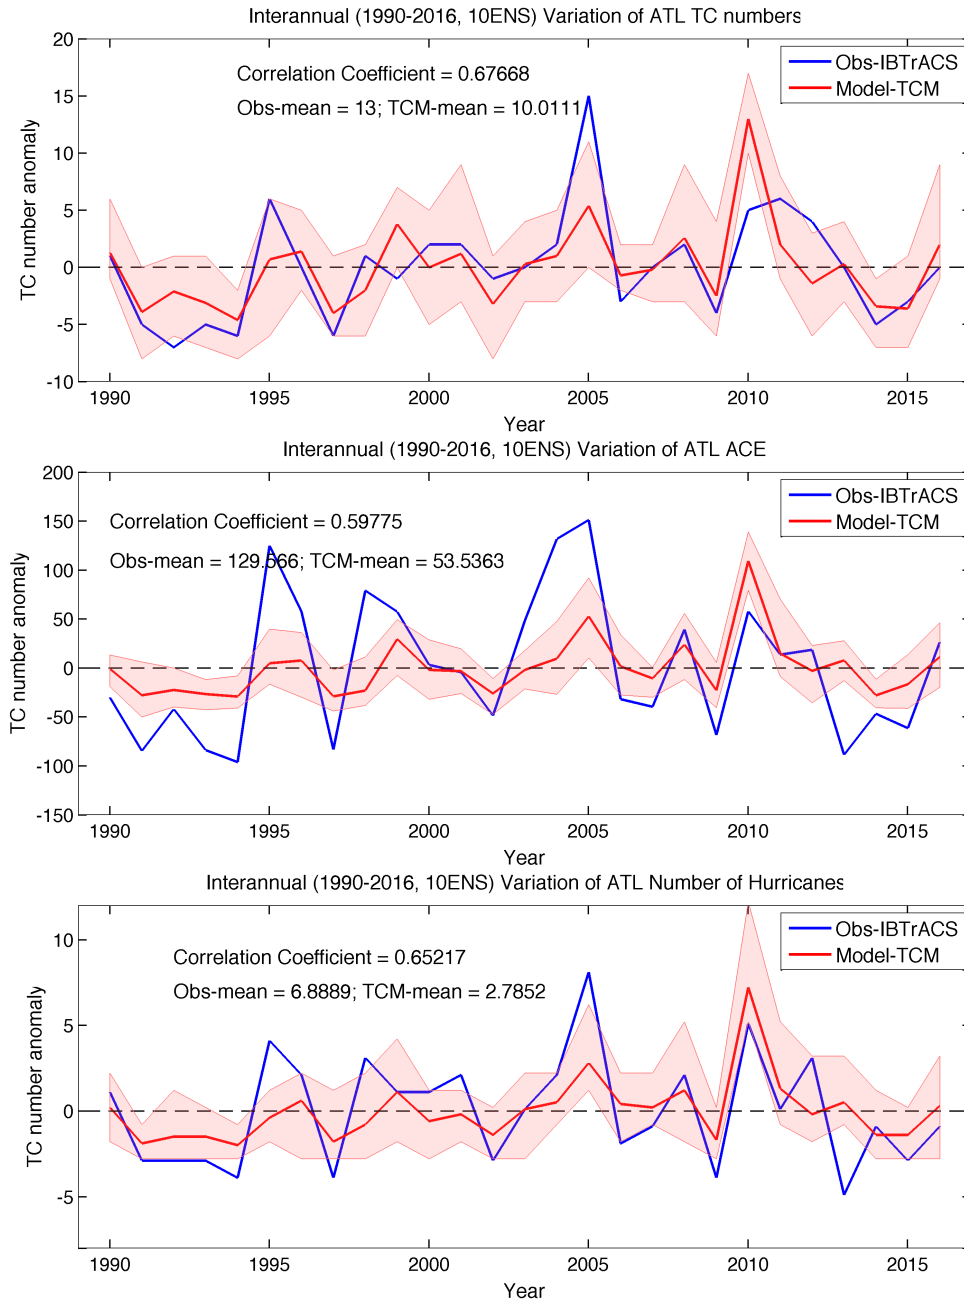 Interannual (1990-2016, 10ENS) Variation of ATL TC numbers
20
15
10
5
0
-5
-10
TC number anomaly
Correlation Coefficient = 0.67668
Obs-mean = 13; TCM-mean = 10.0111
Obs-IBTrACS
Model-TCM
1990 1995 2000 2005 2010 2015
Year
Interannual (1990-2016, 10ENS) Variation of ATL ACE
200
150
100
50
0
-50
-100
-150
TC number anomaly
Correlation Coefficient = 0.59775
Obs-mean = 129.566; TCM-mean = 53.5363
Obs-IBTrACS
Model-TCM
1990 1995 2000 2005 2010 2015
Year
Interannual (1990-2016, 10ENS) Variation of ATL Number of Hurricanes
10
5
0
-5
TC number anomaly
Correlation Coefficient = 0.65217
Obs-mean = 6.8889; TCM-mean = 2.7852
Obs-IBTrACS
Model-TCM
1990 1995 2000 2005 2010 2015
Year